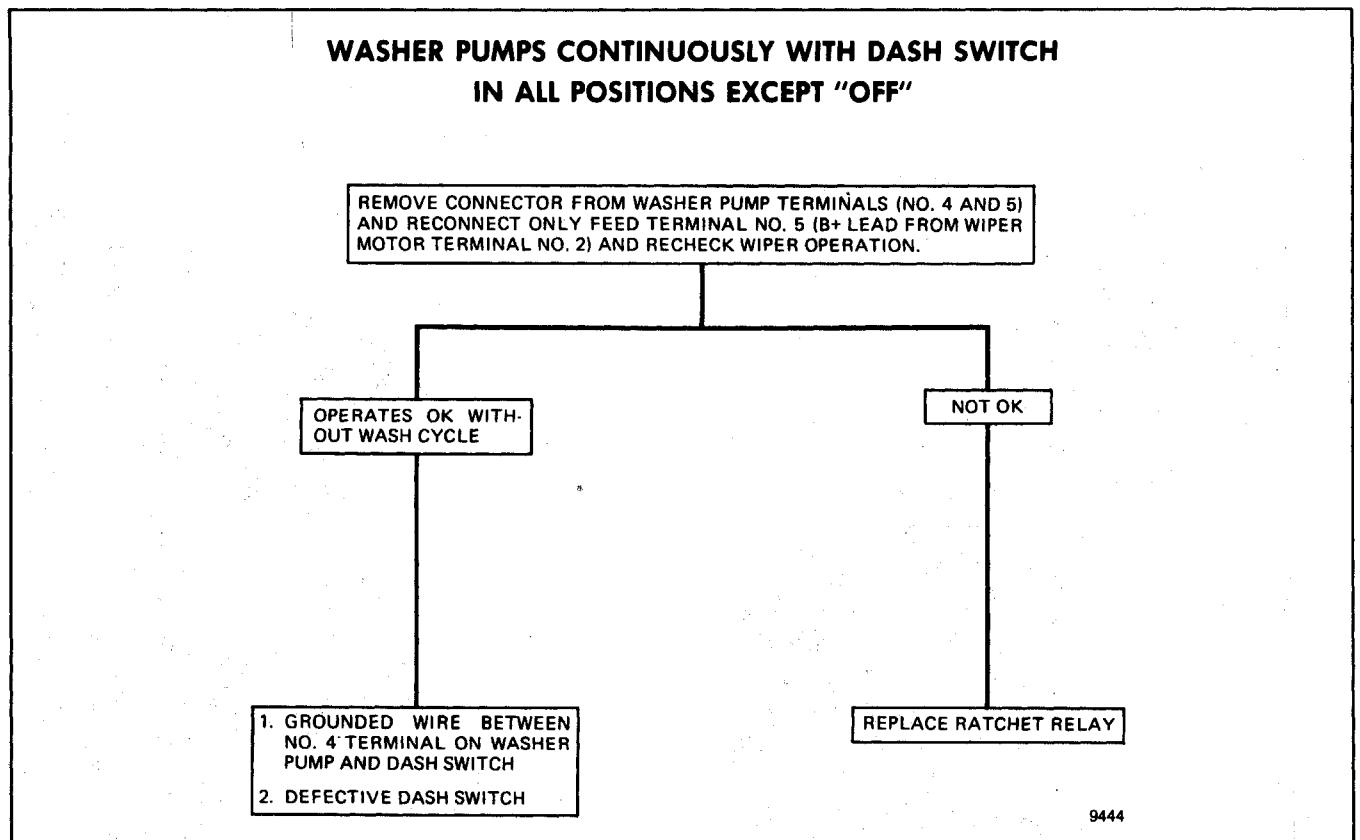 WASHER PUMPS CONTINUOUSLY WITH DASH SWITCH
IN ALL POSITIONS EXCEPT "OFF"
REMOVE CONNECTOR FROM WASHER PUMP TERMINALS (NO. 4 AND 5)
AND RECONNECT ONLY FEED TERMINAL NO. 5 (B+ LEAD FROM WIPER
MOTOR TERMINAL NO. 2) AND RECHECK WIPER OPERATION.
OPERATES OK WITH-
OUT WASH CYCLE
NOT OK
1. GROUNDED WIRE BETWEEN
NO. 4 TERMINAL ON WASHER
PUMP AND DASH SWITCH
2. DEFECTIVE DASH SWITCH
REPLACE RATCHET RELAY
9444